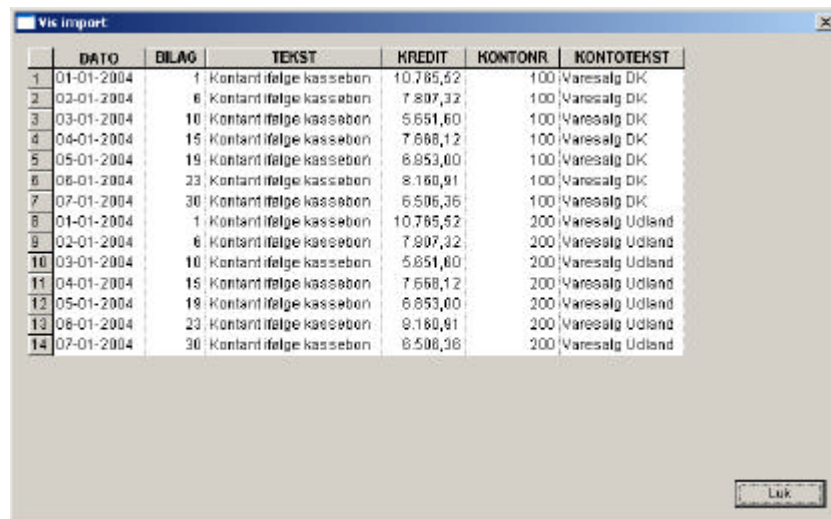 Vis import
DATO BILAG TEKST KREDIT KONTONR KONTOTEKST
1 01-01-2004 1 Kontant ifølge kassebon 10.765,52 100 Varesalg DK
2 02-01-2004 6 Kontant ifølge kassebon 7.807,32 100 Varesalg DK
3 03-01-2004 10 Kontant ifølge kassebon 5.651,60 100 Varesalg DK
4 04-01-2004 15 Kontant ifølge kassebon 7.668,12 100 Varesalg DK
5 05-01-2004 19 Kontant ifølge kassebon 6.853,00 100 Varesalg DK
6 06-01-2004 23 Kontant ifølge kassebon 8.160,91 100 Varesalg DK
7 07-01-2004 30 Kontant ifølge kassebon 6.506,36 100 Varesalg DK
8 01-01-2004 1 Kontant ifølge kassebon 10.765,52 200 Varesalg Udland
9 02-01-2004 6 Kontant ifølge kassebon 7.807,32 200 Varesalg Udland
10 03-01-2004 10 Kontant ifølge kassebon 5.651,60 200 Varesalg Udland
11 04-01-2004 15 Kontant ifølge kassebon 7.668,12 200 Varesalg Udland
12 05-01-2004 19 Kontant ifølge kassebon 6.853,00 200 Varesalg Udland
13 06-01-2004 23 Kontant ifølge kassebon 8.160,91 200 Varesalg Udland
14 07-01-2004 30 Kontant ifølge kassebon 6.506,36 200 Varesalg Udland
Luk